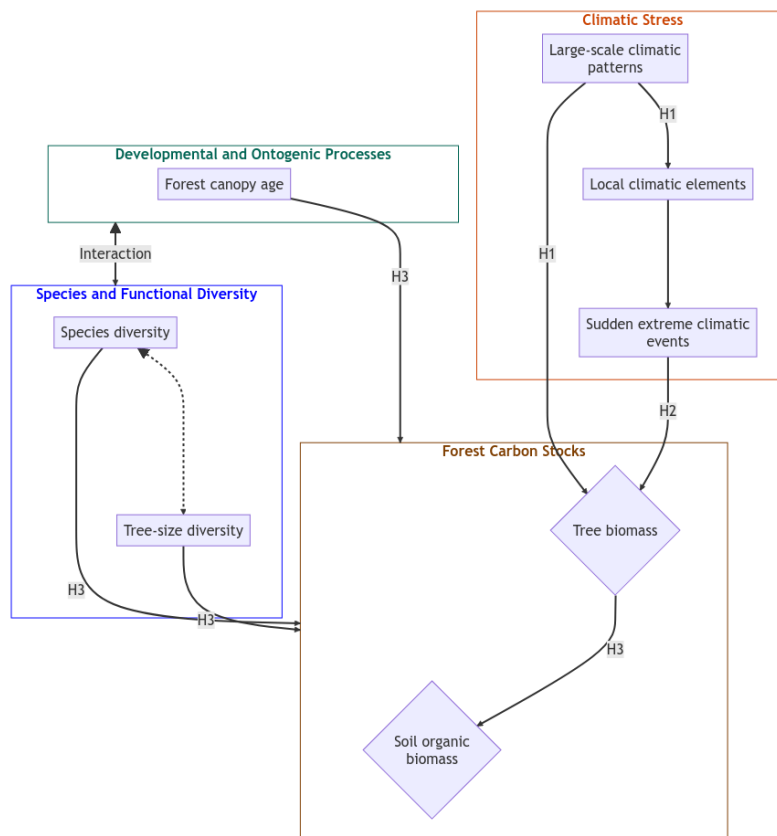 Climatic Stress
Large-scale climatic
patterns
H1
Developmental and Ontogenic Processes
Forest canopy age
Local climatic elements
Interaction
H1
H3
Species and Functional Diversity
Species diversity
Sudden extreme climatic
events
H2
Forest Carbon Stocks
Tree-size diversity
Tree biomass
H3
H3
H3
Soil organic
biomass